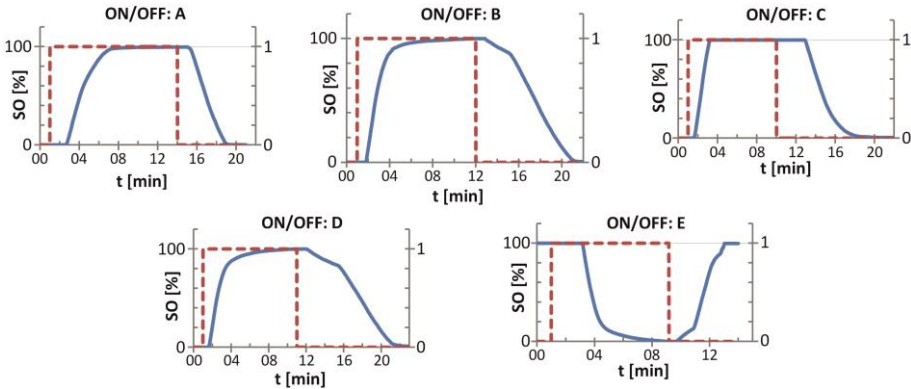 ON/OFF: A
100
1
SO [%]
0
0
00 04 08 12 16 20
t [min]
ON/OFF: B
100
1
SO [%]
0
0
00 04 08 12 16 20
t [min]
ON/OFF: C
100
1
SO [%]
0
0
00 04 08 12 16 20
t [min]
ON/OFF: D
100
1
SO [%]
0
0
00 04 08 12 16 20
t [min]
ON/OFF: E
100
1
SO [%]
0
0
00 04 08 12
t [min]